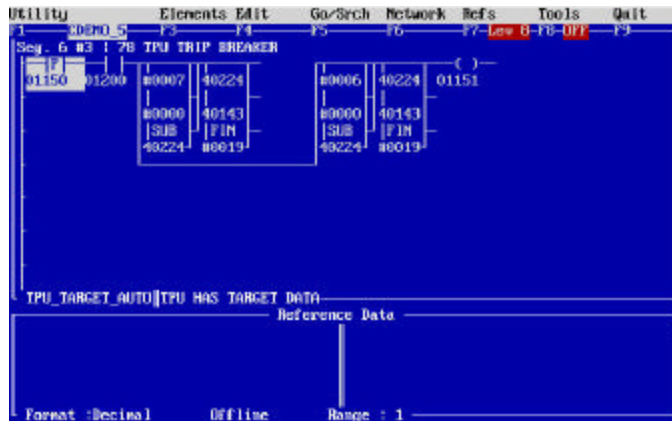 Utility Elements Edit Go/Srch Network Refs Tools Quit
F1 CDEMO_5 F3 F4 F5 F6 F7-Lev 8-F8-OFF F9
Seg. 6 #3 : 78 TPU TRIP BREAKER
F ( )
01150 01200 #0007 40224 #0006 40224 01151
#0000 40143 #0000 40143
SUB FIN SUB FIN
40224 #0019 40224 #0019
TPU_TARGET_AUTO TPU HAS TARGET DATA
Reference Data
Format :Decimal Offline Range : 1